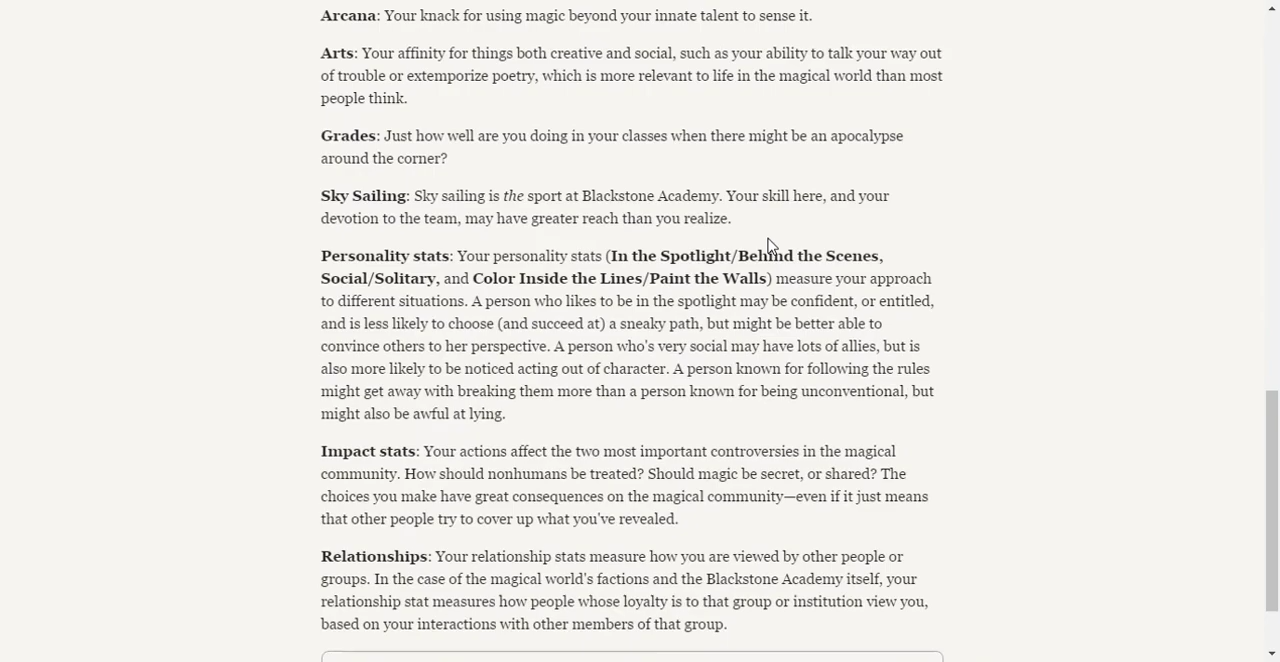 Arcana: Your knack for using magic beyond your innate talent to sense it.
Arts: Your affinity for things both creative and social, such as your ability to talk your way out
of trouble or extemporize poetry, which is more relevant to life in the magical world than most
people think.
Grades: Just how well are you doing in your classes when there might be an apocalypse
around the corner?
Sky Sailing: Sky sailing is the sport at Blackstone Academy. Your skill here, and your
devotion to the team, may have greater reach than you realize.
Personality stats: Your personality stats (In the Spotlight/Behind the Scenes,
Social/Solitary, and Color Inside the Lines/Paint the Walls) measure your approach
to different situations. A person who likes to be in the spotlight may be confident, or entitled,
and is less likely to choose (and succeed at) a sneaky path, but might be better able to
convince others to her perspective. A person who's very social may have lots of allies, but is
also more likely to be noticed acting out of character. A person known for following the rules
might get away with breaking them more than a person known for being unconventional, but
might also be awful at lying.
Impact stats: Your actions affect the two most important controversies in the magical
community. How should nonhumans be treated? Should magic be secret, or shared? The
choices you make have great consequences on the magical community—even if it just means
that other people try to cover up what you've revealed.
Relationships: Your relationship stats measure how you are viewed by other people or
groups. In the case of the magical world's factions and the Blackstone Academy itself, your
relationship stat measures how people whose loyalty is to that group or institution view you,
based on your interactions with other members of that group.